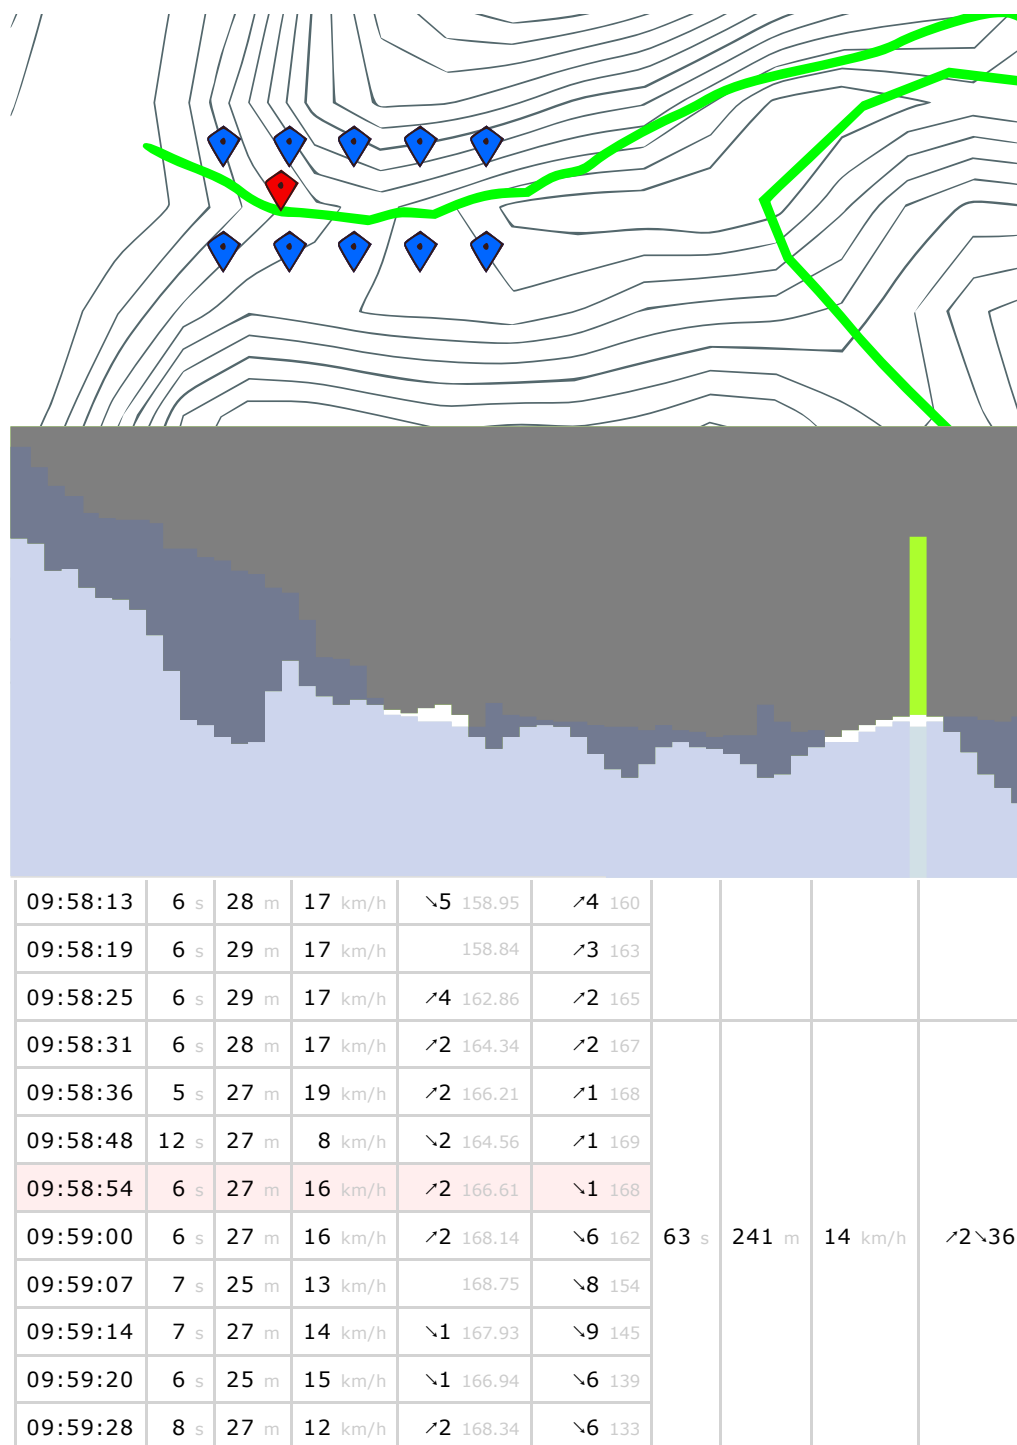 09:58:13 6 s 28 m 17 km/h ↘5 158.95 ↗4 160
09:58:19 6 s 29 m 17 km/h 158.84 ↗3 163
09:58:25 6 s 29 m 17 km/h ↗4 162.86 ↗2 165
09:58:31 6 s 28 m 17 km/h ↗2 164.34 ↗2 167
09:58:36 5 s 27 m 19 km/h ↗2 166.21 ↗1 168
09:58:48 12 s 27 m 8 km/h ↘2 164.56 ↗1 169
09:58:54 6 s 27 m 16 km/h ↗2 166.61 ↘1 168
09:59:00 6 s 27 m 16 km/h ↗2 168.14 ↘6 162 63 s 241 m 14 km/h ↗2↘36
09:59:07 7 s 25 m 13 km/h 168.75 ↘8 154
09:59:14 7 s 27 m 14 km/h ↘1 167.93 ↘9 145
09:59:20 6 s 25 m 15 km/h ↘1 166.94 ↘6 139
09:59:28 8 s 27 m 12 km/h ↗2 168.34 ↘6 133